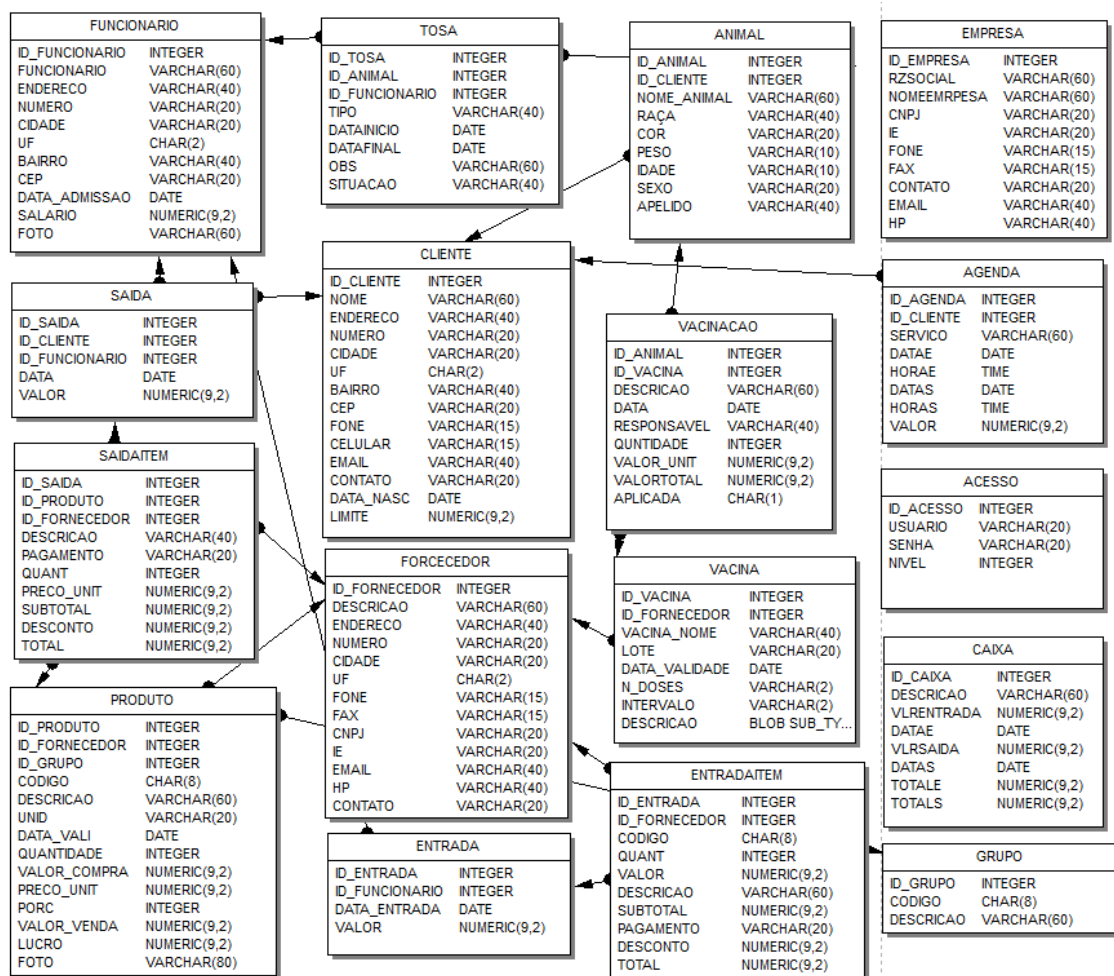 FUNCIONARIO
ID_FUNCIONARIO INTEGER
FUNCIONARIO VARCHAR(60)
ENDERECO VARCHAR(40)
NUMERO VARCHAR(20)
CIDADE VARCHAR(20)
UF CHAR(2)
BAIRRO VARCHAR(40)
CEP VARCHAR(20)
DATA_ADMISSAO DATE
SALARIO NUMERIC(9,2)
FOTO VARCHAR(60)
TOSA
ID_TOSA INTEGER
ID_ANIMAL INTEGER
ID_FUNCIONARIO INTEGER
TIPO VARCHAR(40)
DATAINICIO DATE
DATAFINAL DATE
OBS VARCHAR(60)
SITUACAO VARCHAR(40)
ANIMAL
ID_ANIMAL INTEGER
ID_CLIENTE INTEGER
NOME_ANIMAL VARCHAR(60)
RAÇA VARCHAR(40)
COR VARCHAR(20)
PESO VARCHAR(10)
IDADE VARCHAR(10)
SEXO VARCHAR(20)
APELIDO VARCHAR(40)
EMPRESA
ID_EMPRESA INTEGER
RZSOCIAL VARCHAR(60)
NOMEEMRPESA VARCHAR(60)
CNPJ VARCHAR(20)
IE VARCHAR(20)
FONE VARCHAR(15)
FAX VARCHAR(15)
CONTATO VARCHAR(20)
EMAIL VARCHAR(40)
HP VARCHAR(40)
SAIDA
ID_SAIDA INTEGER
ID_CLIENTE INTEGER
ID_FUNCIONARIO INTEGER
DATA DATE
VALOR NUMERIC(9,2)
CLIENTE
ID_CLIENTE INTEGER
NOME VARCHAR(60)
ENDERECO VARCHAR(40)
NUMERO VARCHAR(20)
CIDADE VARCHAR(20)
UF CHAR(2)
BAIRRO VARCHAR(40)
CEP VARCHAR(20)
FONE VARCHAR(15)
CELULAR VARCHAR(15)
EMAIL VARCHAR(40)
CONTATO VARCHAR(20)
DATA_NASC DATE
LIMITE NUMERIC(9,2)
VACINACAO
ID_ANIMAL INTEGER
ID_VACINA INTEGER
DESCRICAO VARCHAR(60)
DATA DATE
RESPONSAVEL VARCHAR(40)
QUNTIDADE INTEGER
VALOR_UNIT NUMERIC(9,2)
VALORTOTAL NUMERIC(9,2)
APLICADA CHAR(1)
AGENDA
ID_AGENDA INTEGER
ID_CLIENTE INTEGER
SERVICO VARCHAR(60)
DATAE DATE
HORAE TIME
DATAS DATE
HORAS TIME
VALOR NUMERIC(9,2)
SAIDAITEM
ID_SAIDA INTEGER
ID_PRODUTO INTEGER
ID_FORNECEDOR INTEGER
DESCRICAO VARCHAR(40)
PAGAMENTO VARCHAR(20)
QUANT INTEGER
PRECO_UNIT NUMERIC(9,2)
SUBTOTAL NUMERIC(9,2)
DESCONTO NUMERIC(9,2)
TOTAL NUMERIC(9,2)
FORCECEDOR
ID_FORNECEDOR INTEGER
DESCRICAO VARCHAR(60)
ENDERECO VARCHAR(40)
NUMERO VARCHAR(20)
CIDADE VARCHAR(20)
UF CHAR(2)
FONE VARCHAR(15)
FAX VARCHAR(15)
CNPJ VARCHAR(20)
IE VARCHAR(20)
EMAIL VARCHAR(40)
HP VARCHAR(40)
CONTATO VARCHAR(20)
VACINA
ID_VACINA INTEGER
ID_FORNECEDOR INTEGER
VACINA_NOME VARCHAR(40)
LOTE VARCHAR(20)
DATA_VALIDADE DATE
N_DOSES VARCHAR(2)
INTERVALO VARCHAR(2)
DESCRICAO BLOB SUB_TY...
ACESSO
ID_ACESSO INTEGER
USUARIO VARCHAR(20)
SENHA VARCHAR(20)
NIVEL INTEGER
CAIXA
ID_CAIXA INTEGER
DESCRICAO VARCHAR(60)
VLRENTRADA NUMERIC(9,2)
DATAE DATE
VLRSAIDA NUMERIC(9,2)
DATAS DATE
TOTALE NUMERIC(9,2)
TOTALS NUMERIC(9,2)
PRODUTO
ID_PRODUTO INTEGER
ID_FORNECEDOR INTEGER
ID_GRUPO INTEGER
CODIGO CHAR(8)
DESCRICAO VARCHAR(60)
UNID VARCHAR(20)
DATA_VALI DATE
QUANTIDADE INTEGER
VALOR_COMPRA NUMERIC(9,2)
PRECO_UNIT NUMERIC(9,2)
PORC INTEGER
VALOR_VENDA NUMERIC(9,2)
LUCRO NUMERIC(9,2)
FOTO VARCHAR(80)
ENTRADA
ID_ENTRADA INTEGER
ID_FUNCIONARIO INTEGER
DATA_ENTRADA DATE
VALOR NUMERIC(9,2)
ENTRADAITEM
ID_ENTRADA INTEGER
ID_FORNECEDOR INTEGER
CODIGO CHAR(8)
QUANT INTEGER
VALOR NUMERIC(9,2)
DESCRICAO VARCHAR(60)
SUBTOTAL NUMERIC(9,2)
PAGAMENTO VARCHAR(20)
DESCONTO NUMERIC(9,2)
TOTAL NUMERIC(9,2)
GRUPO
ID_GRUPO INTEGER
CODIGO CHAR(8)
DESCRICAO VARCHAR(60)